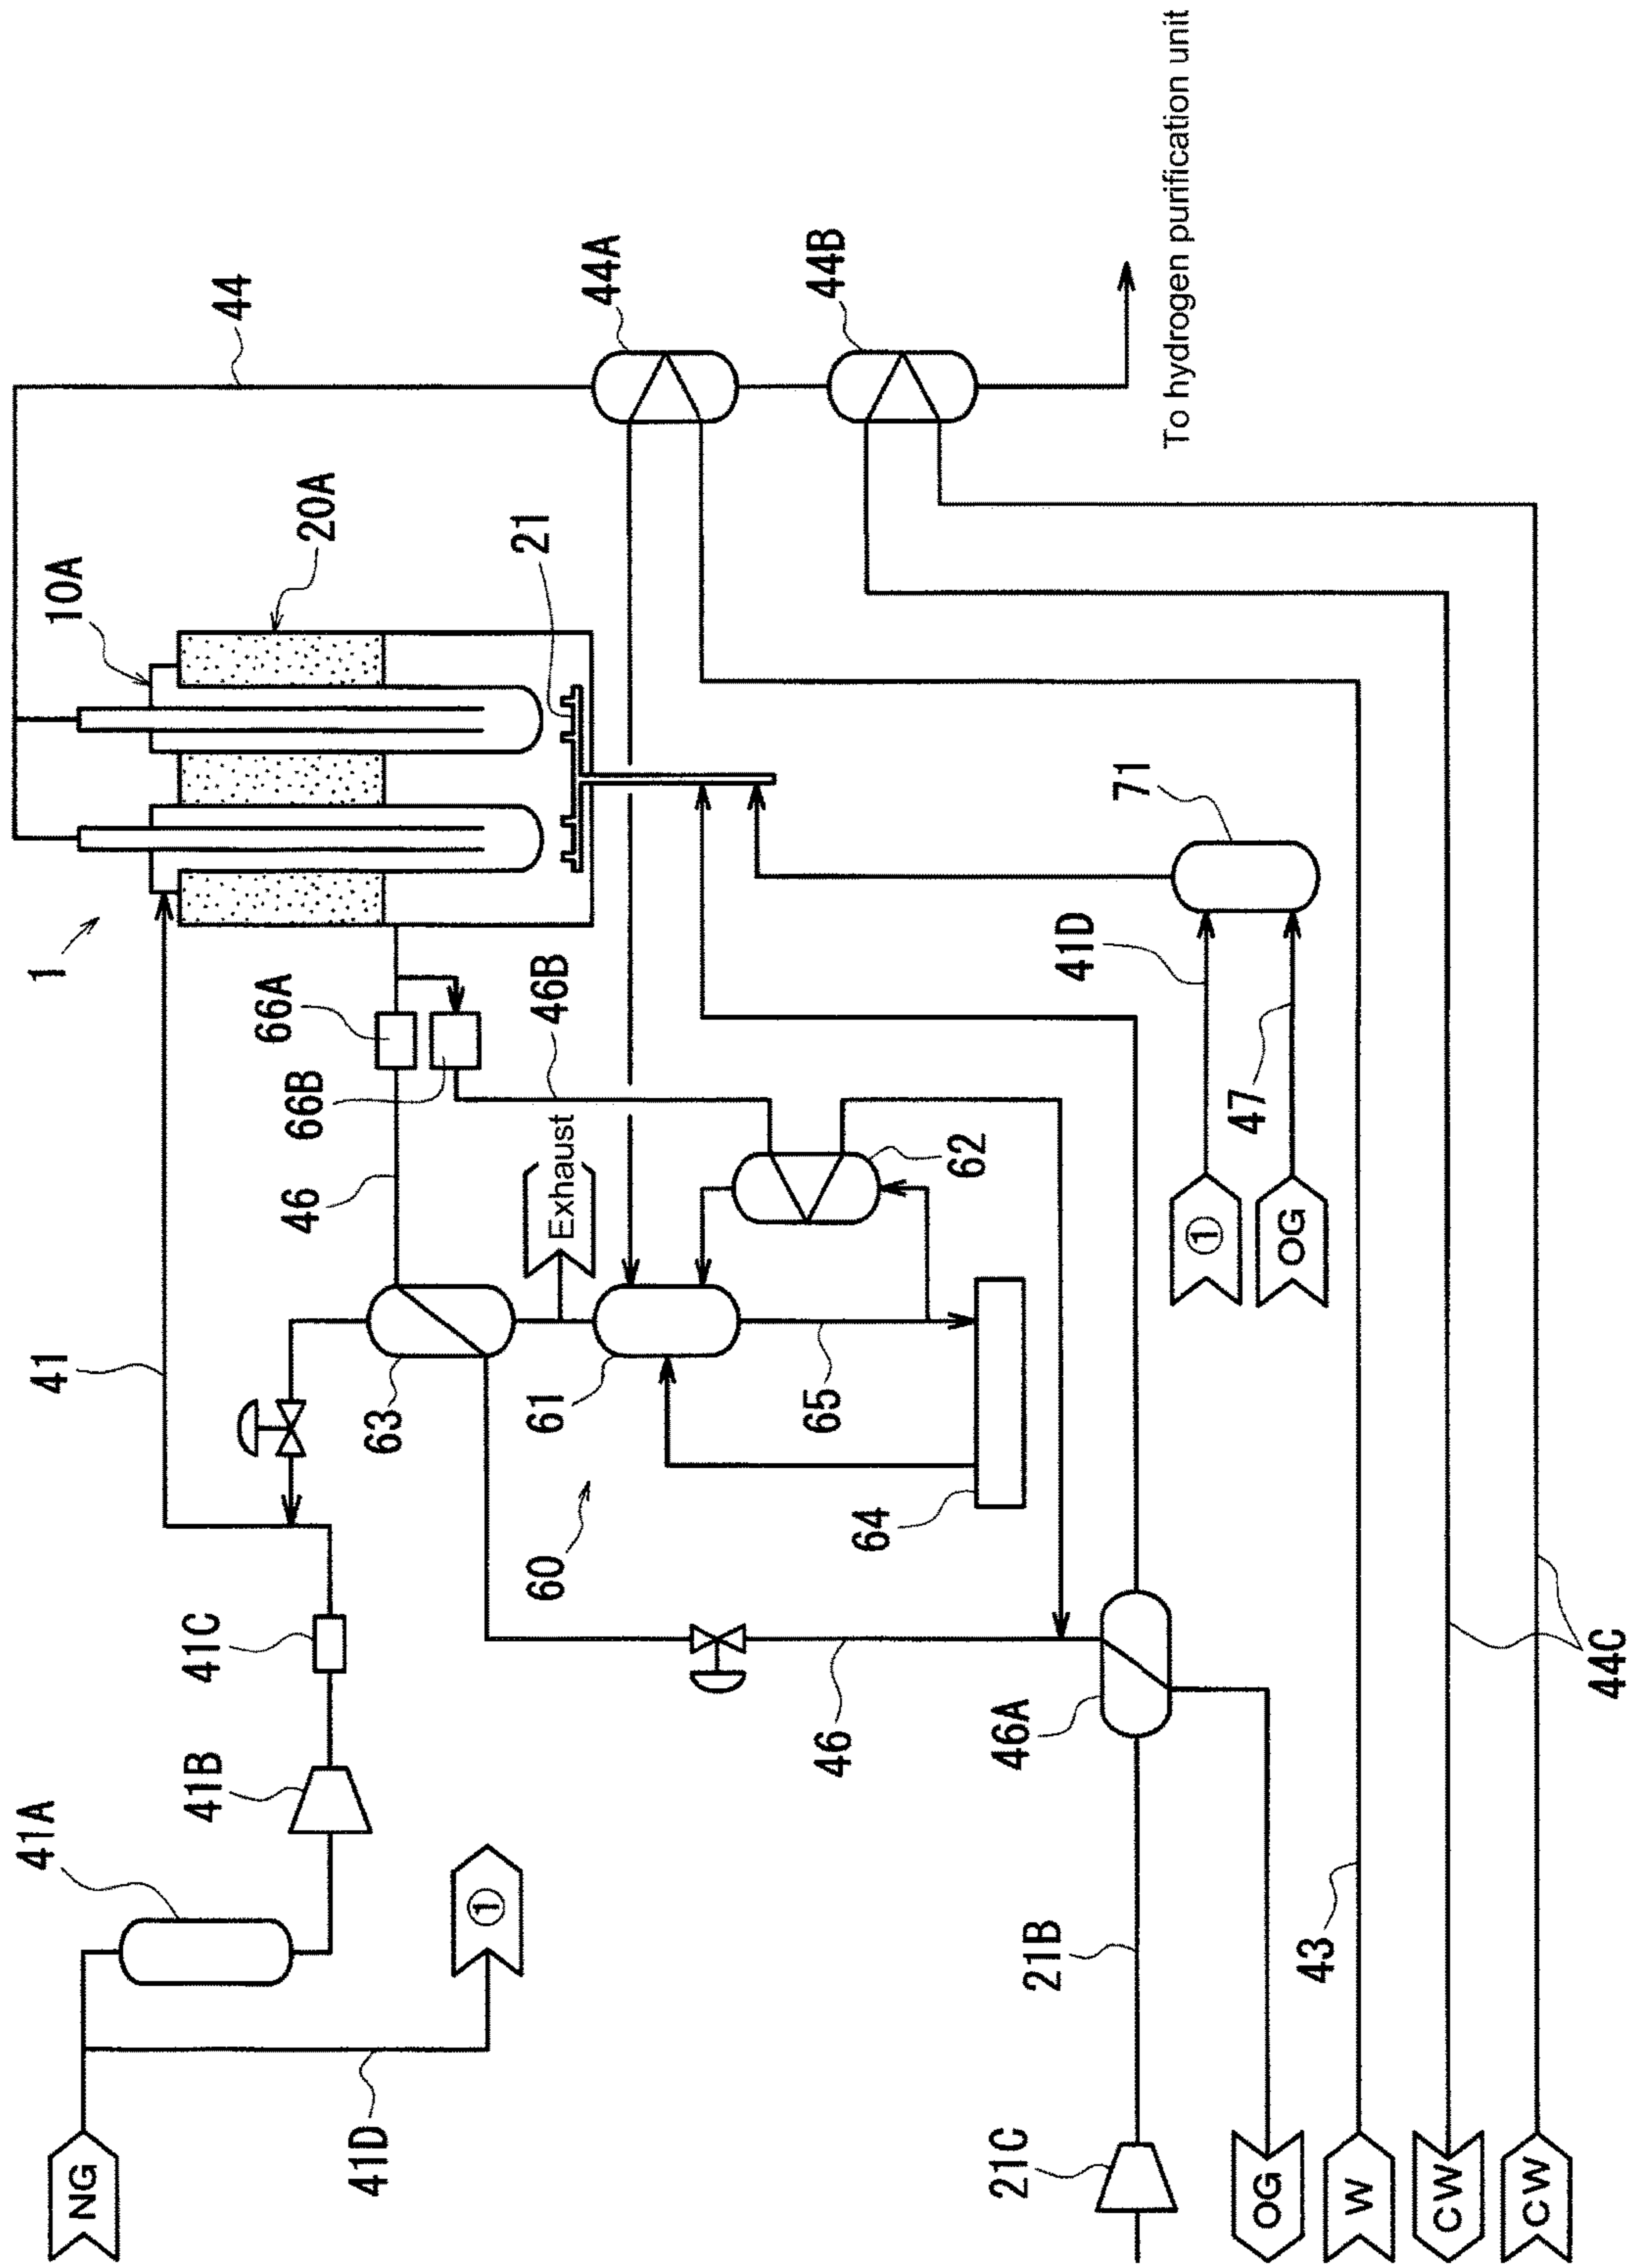 NG
41D
41A
①
41B
41C
41
63
46
66A
66B
1
10A
20A
21
44
44A
44B
To hydrogen purification unit
Exhaust
46B
61
60
65
64
62
46
46A
21B
21C
41D
71
47
①
OG
OG
43
W
CW
CW
44C